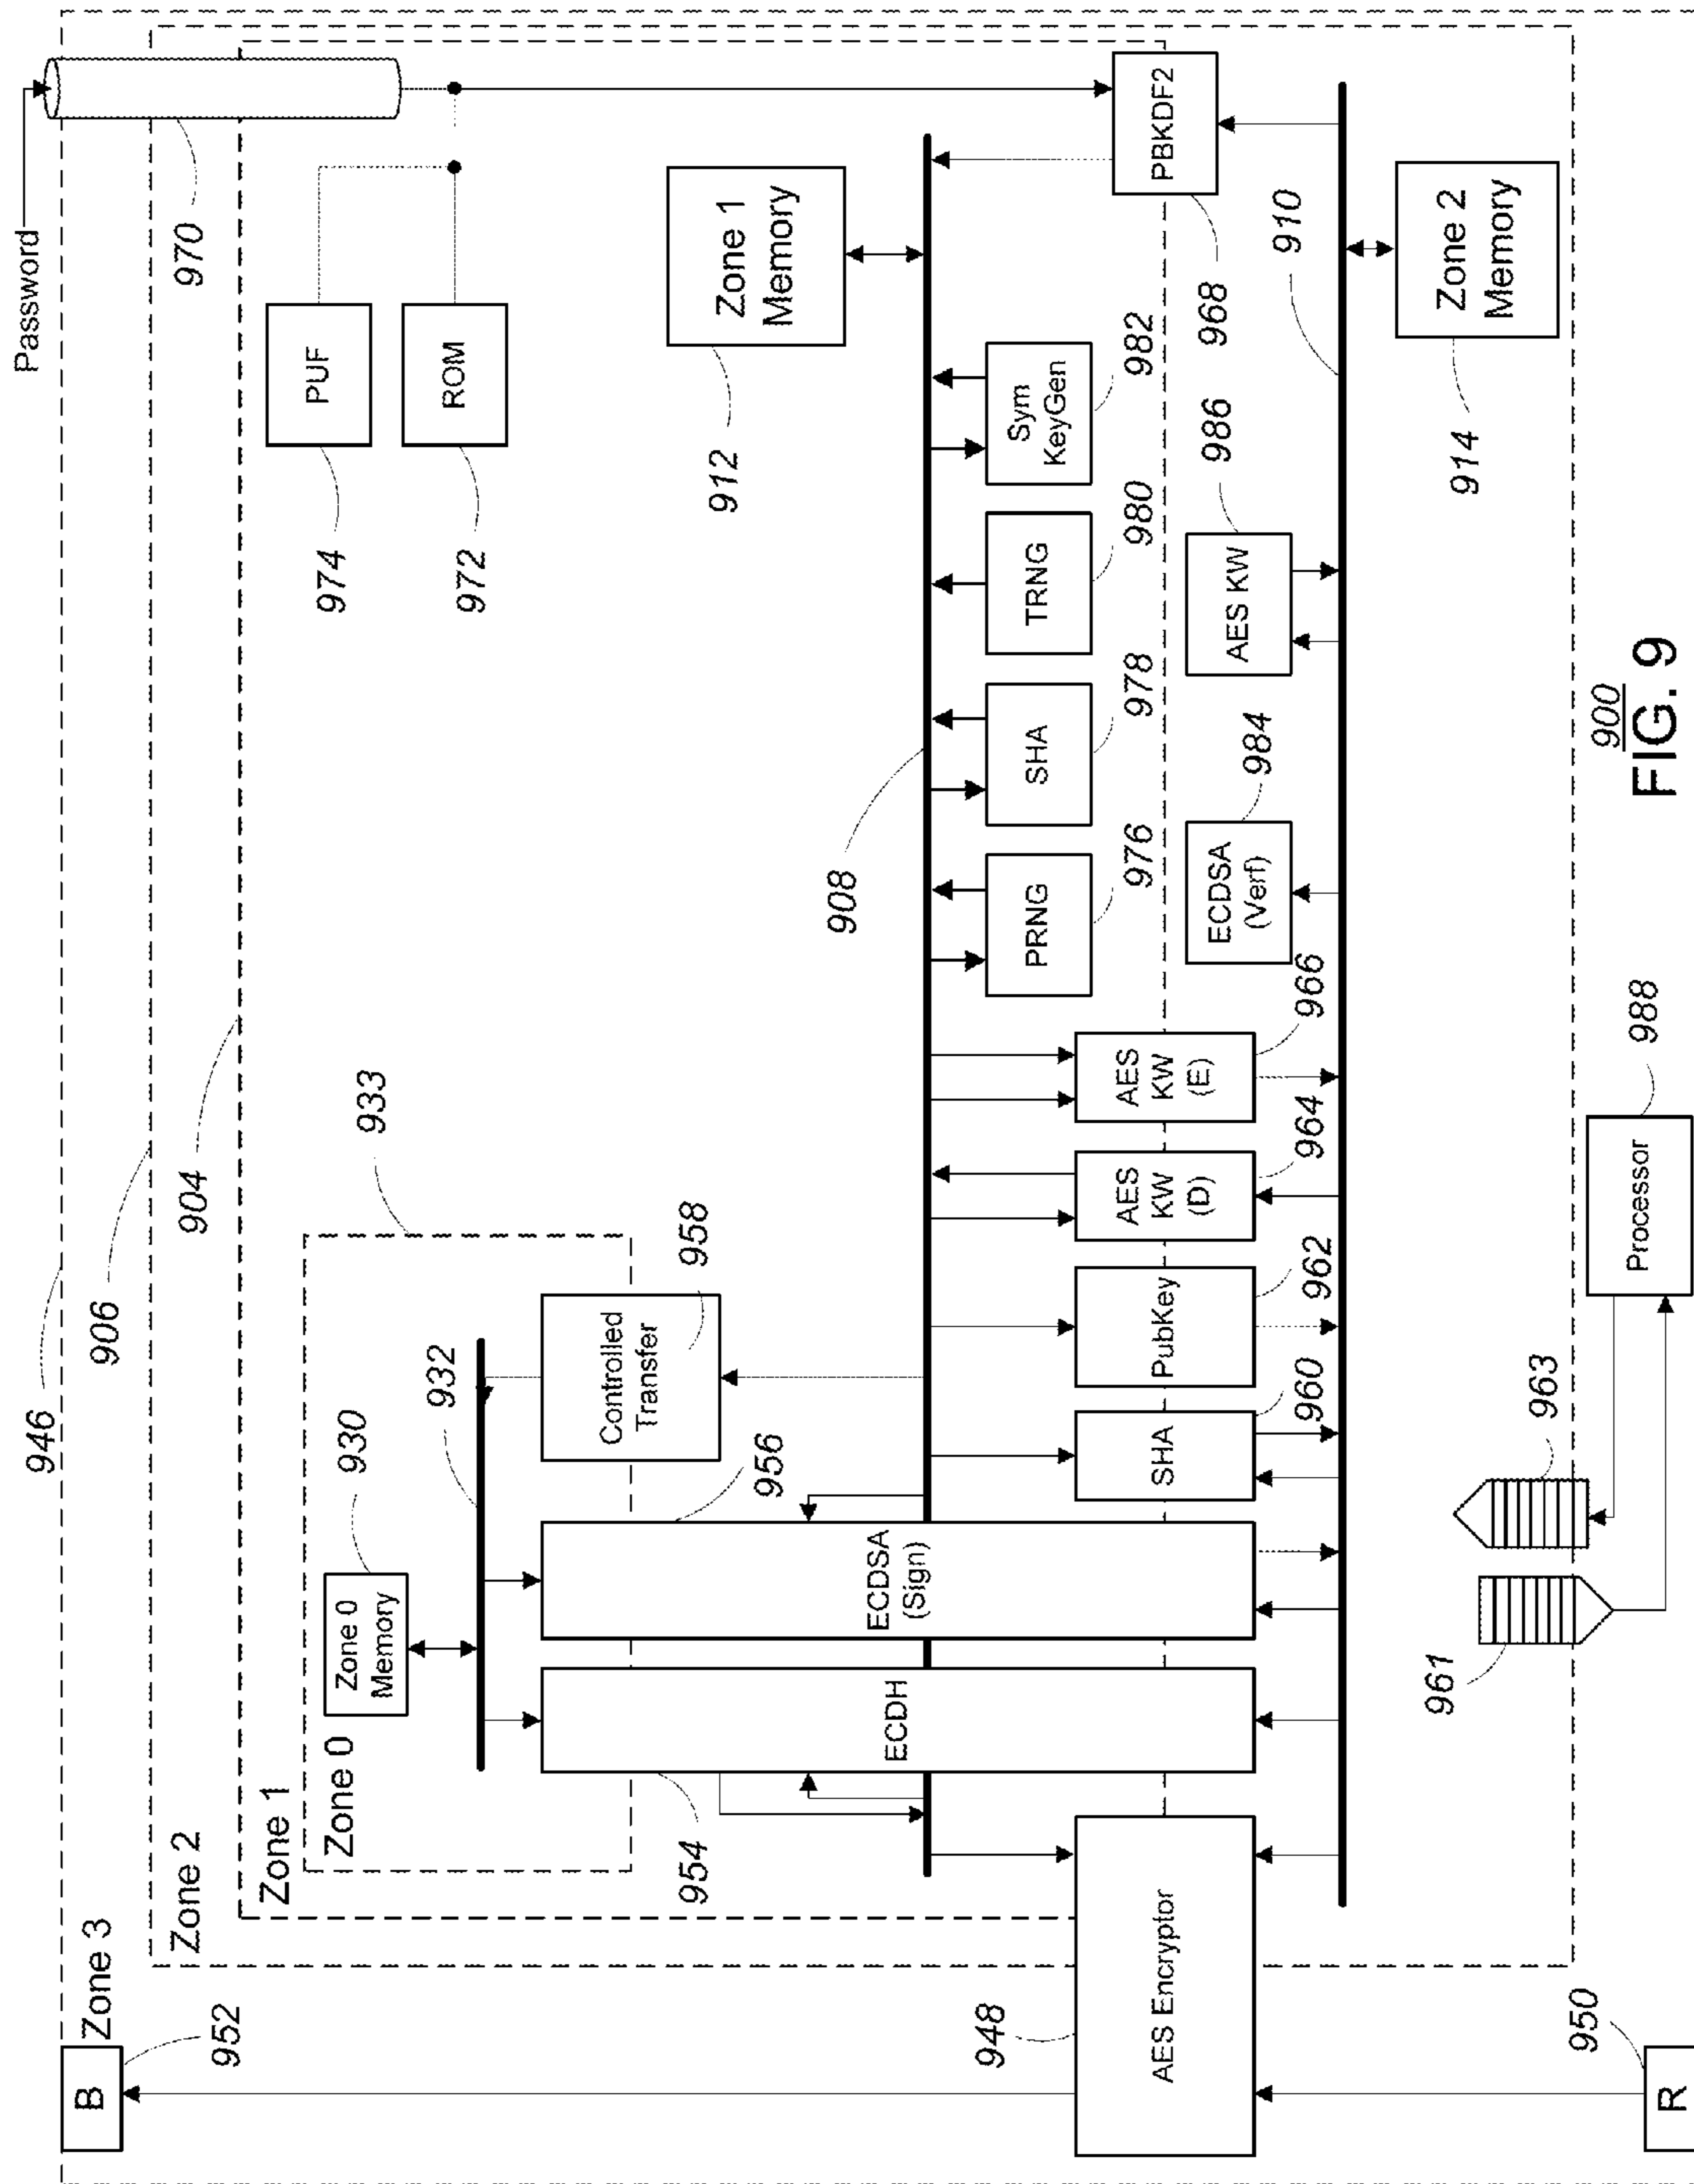 946
Zone 3
B
952
Password
906
Zone 2
970
904
Zone 1
933
PUF
974
Zone 0
Zone 0
Memory
930
932
ROM
972
Controlled
Transfer
958
954
956
Zone 1
Memory
912
ECDH
ECDSA
(Sign)
908
PRNG
976
SHA
978
TRNG
980
Sym
KeyGen
982
948
AES Encryptor
SHA
960
PubKey
962
AES
KW
(D)
964
AES
KW
(E)
966
PBKDF2
968
ECDSA
(Verf)
984
AES KW
986
910
Zone 2
Memory
914
961
963
950
R
Processor
988
900
FIG. 9